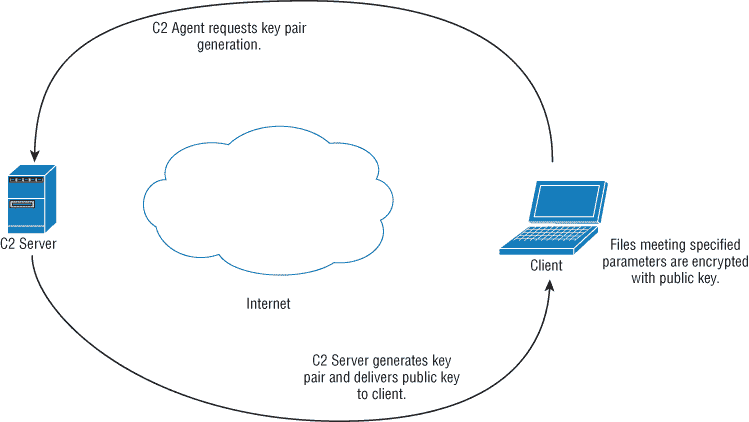 C2 Agent requests key pair
generation.
C2 Server
Internet
Client
Files meeting specified
parameters are encrypted
with public key.
C2 Server generates key
pair and delivers public key
to client.